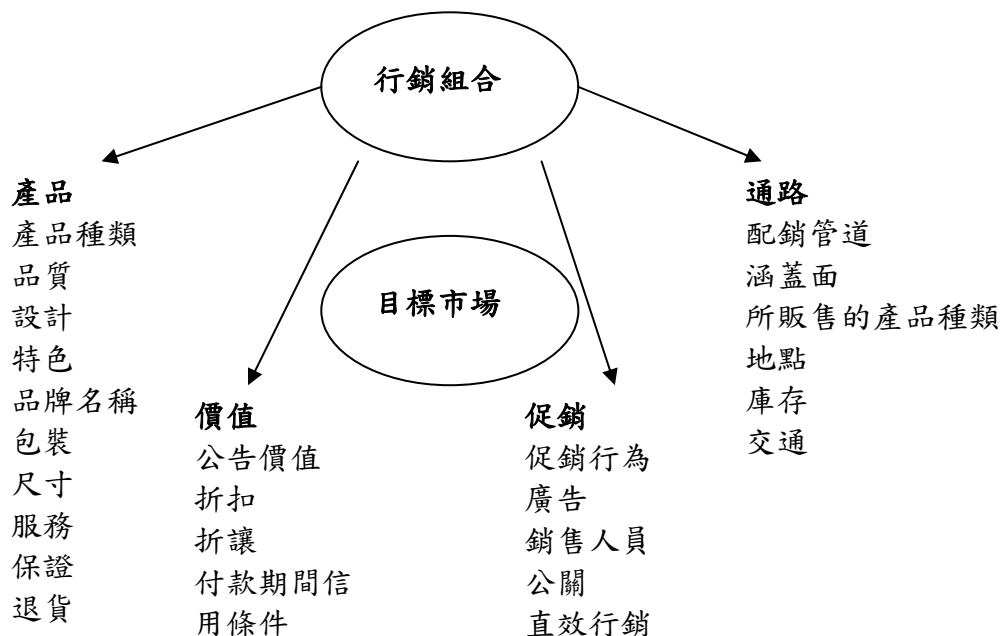 行銷組合
目標市場
產品
產品種類
品質
設計
特色
品牌名稱
包裝
尺寸
服務
保證
退貨
價值
公告價值
折扣
折讓
付款期間信
用條件
促銷
促銷行為
廣告
銷售人員
公關
直效行銷
通路
配銷管道
涵蓋面
所販售的產品種類
地點
庫存
交通